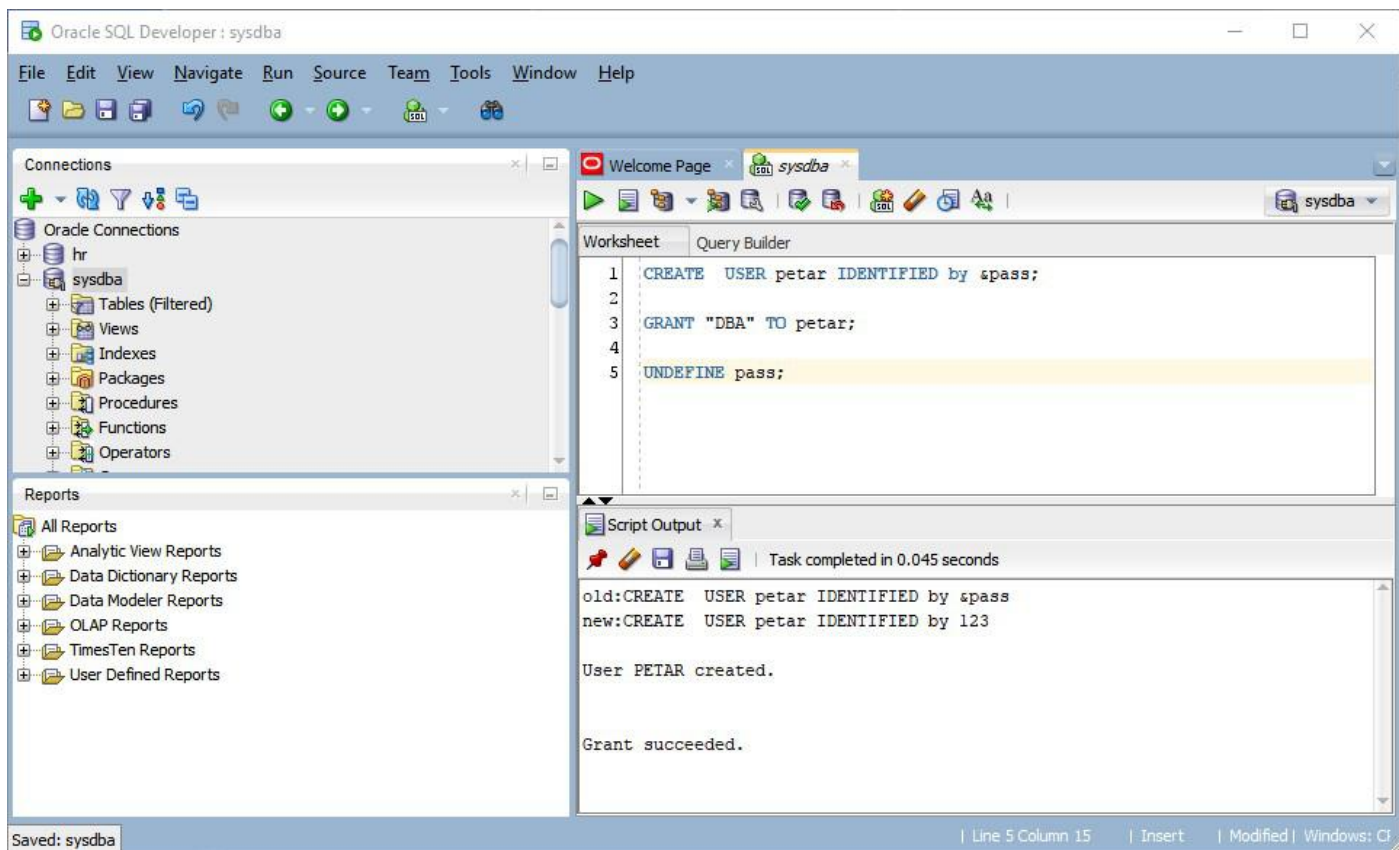 Oracle SQL Developer : sysdba
File Edit View Navigate Run Source Team Tools Window Help
Connections
Oracle Connections
hr
sysdba
Tables (Filtered)
Views
Indexes
Packages
Procedures
Functions
Operators
Reports
All Reports
Analytic View Reports
Data Dictionary Reports
Data Modeler Reports
OLAP Reports
TimesTen Reports
User Defined Reports
Welcome Page
sysdba
sysdba
Worksheet Query Builder
1 CREATE  USER petar IDENTIFIED by &pass;
2
3 GRANT "DBA" TO petar;
4
5 UNDEFINE pass;
Script Output
Task completed in 0.045 seconds
old:CREATE  USER petar IDENTIFIED by &pass
new:CREATE  USER petar IDENTIFIED by 123
User PETAR created.
Grant succeeded.
Saved: sysdba
| Line 5 Column 15 | Insert | Modified | Windows: